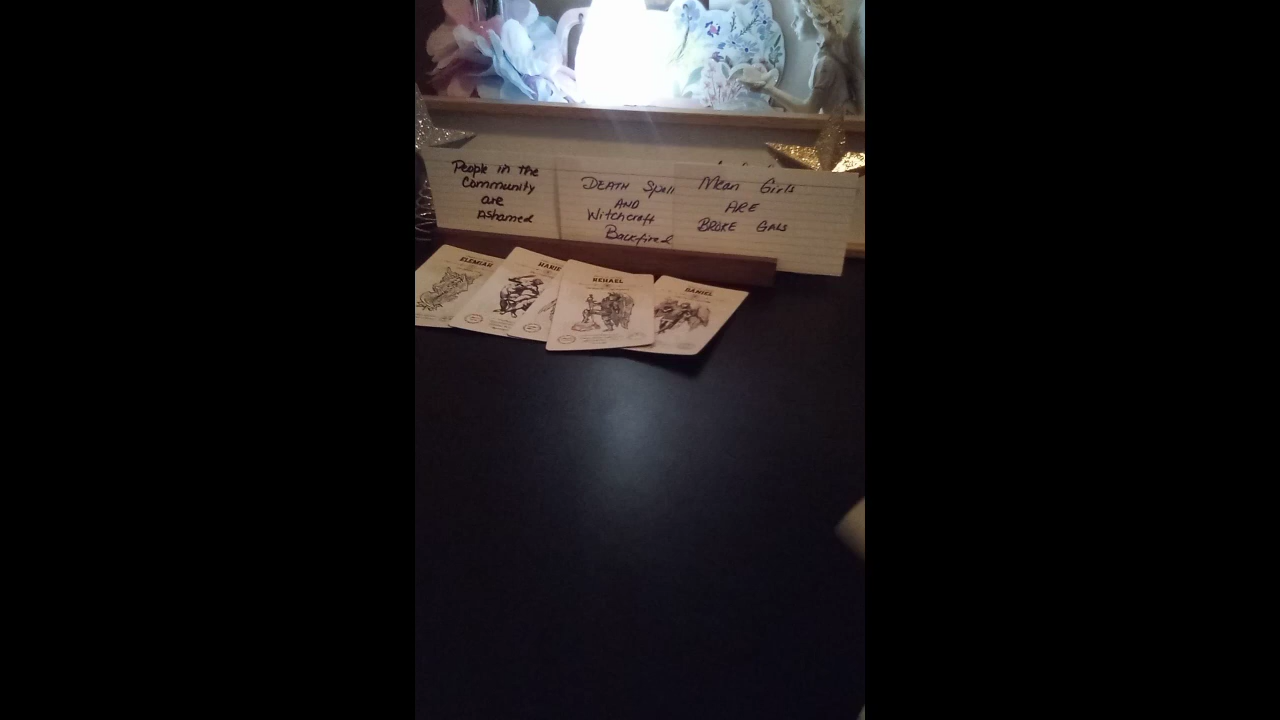 People in the
Community
are
Ashamed
DEATH Spell
AND
Witchcraft
Backfired
Mean Girls
ARE
BROKE GALS
ELEMIAH
REHAEL
DANIEL